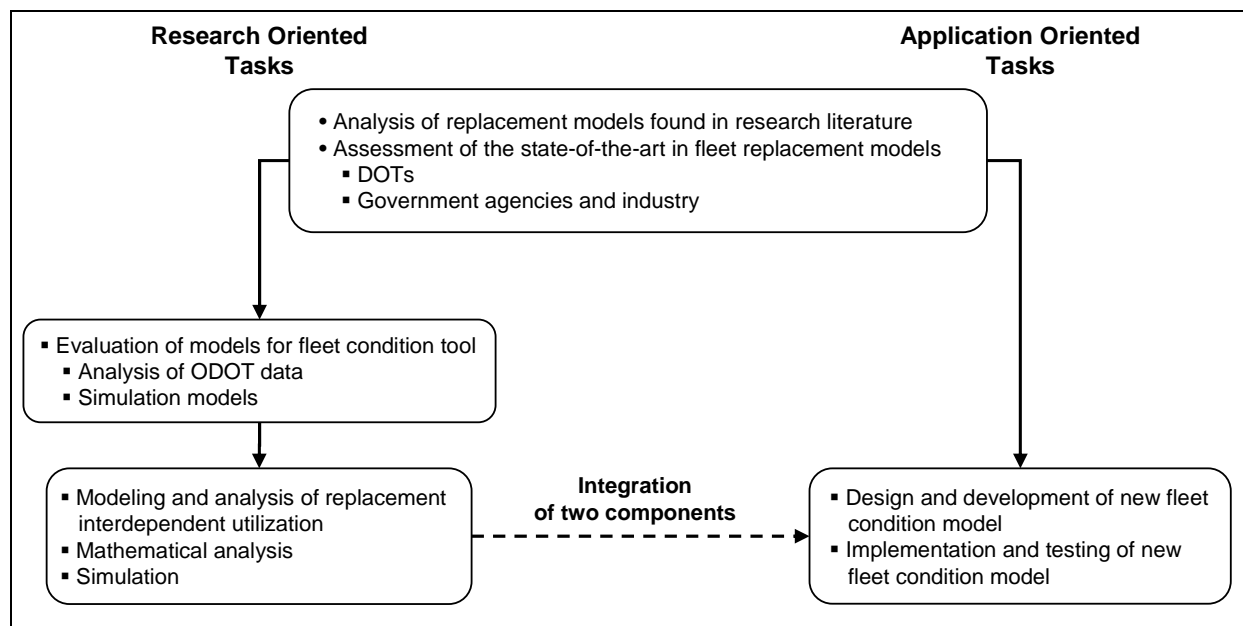 Research Oriented
Tasks
Application Oriented
Tasks
• Analysis of replacement models found in research literature
• Assessment of the state-of-the-art in fleet replacement models
▪ DOTs
▪ Government agencies and industry
▪ Evaluation of models for fleet condition tool
▪ Analysis of ODOT data
▪ Simulation models
▪ Modeling and analysis of replacement
interdependent utilization
▪ Mathematical analysis
▪ Simulation
Integration
of two components
▪ Design and development of new fleet
condition model
▪ Implementation and testing of new
fleet condition model